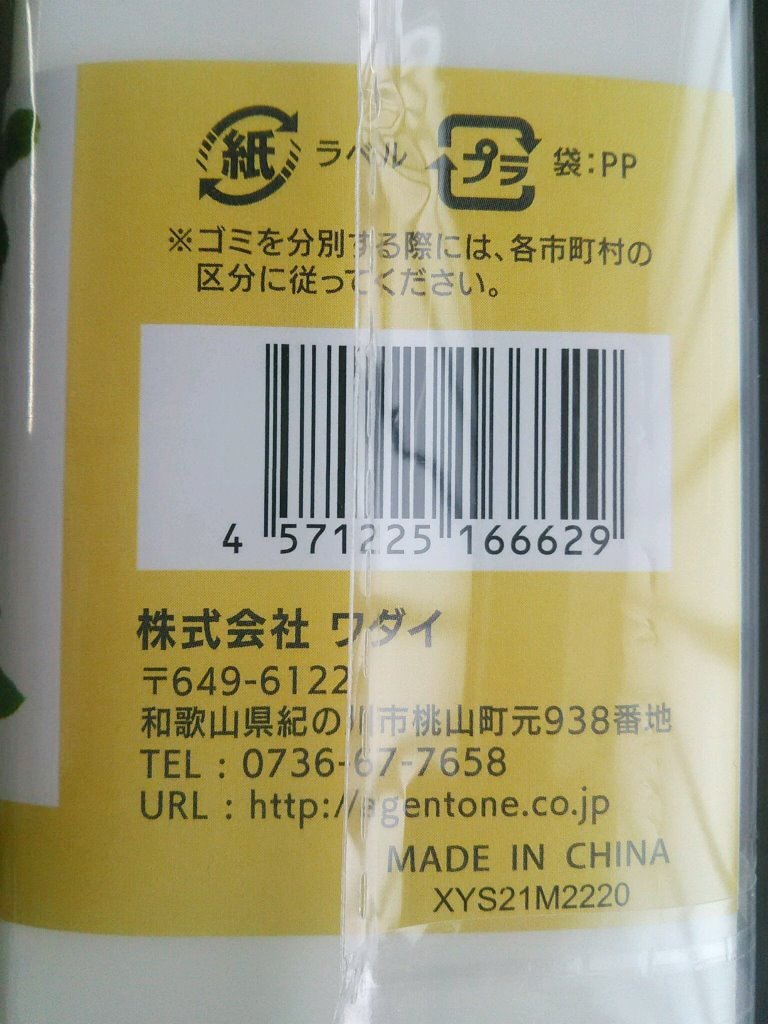 紙 ラベル プラ 袋：PP
※ゴミを分別する際には、各市町村の
区分に従ってください。
4 571225 166629
株式会社 ワダイ
〒649-6122
和歌山県紀の川市桃山町元938番地
TEL：0736-67-7658
URL：http://agentone.co.jp
MADE IN CHINA
XYS21M2220